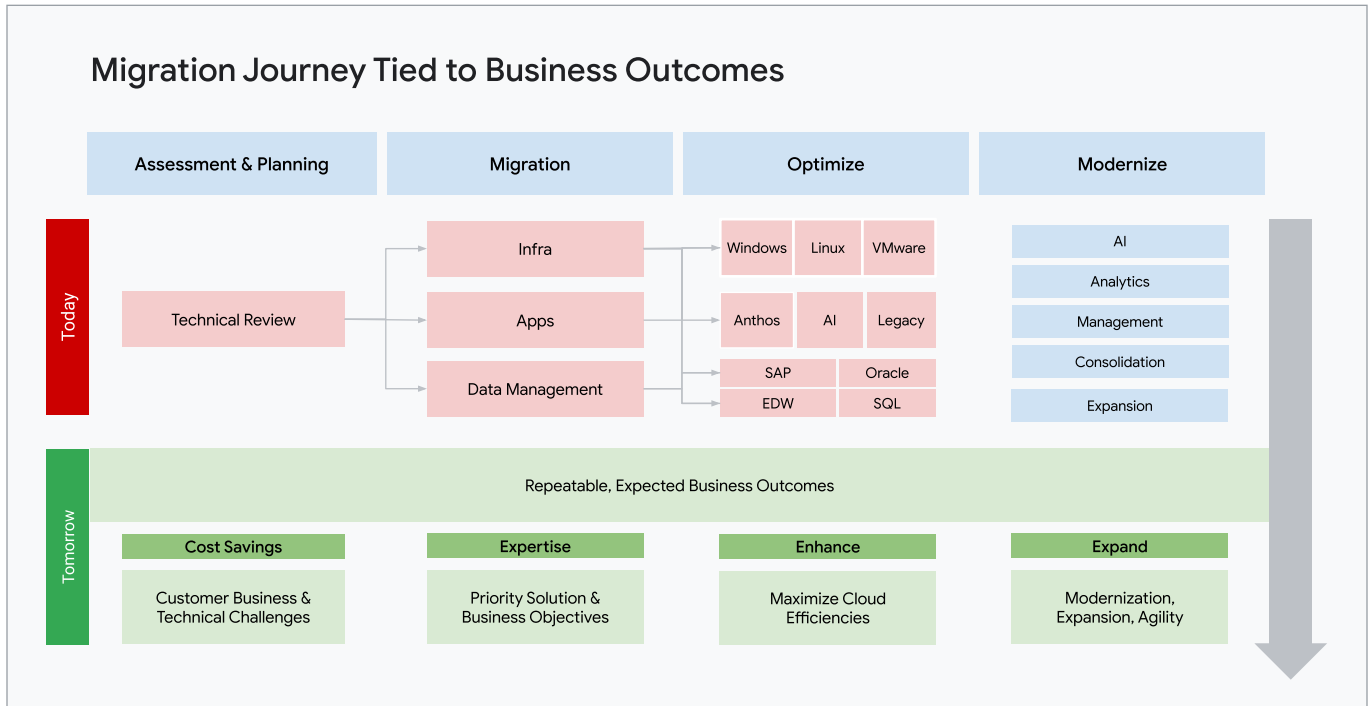 Migration Journey Tied to Business Outcomes
Assessment & Planning
Migration
Optimize
Modernize
Today
Technical Review
Infra
Apps
Data Management
Windows
Linux
VMware
Anthos
AI
Legacy
SAP
Oracle
EDW
SQL
AI
Analytics
Management
Consolidation
Expansion
Tomorrow
Repeatable, Expected Business Outcomes
Cost Savings
Customer Business &
Technical Challenges
Expertise
Priority Solution &
Business Objectives
Enhance
Maximize Cloud
Efficiencies
Expand
Modernization,
Expansion, Agility